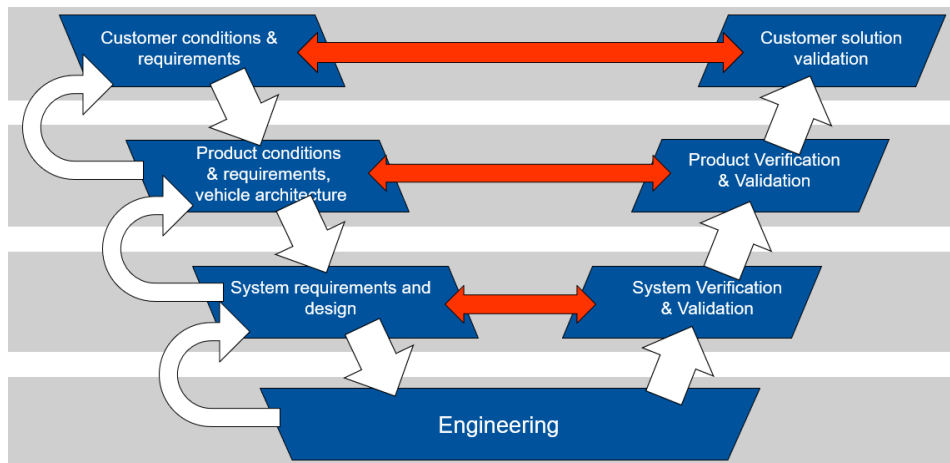 Customer conditions &
requirements
Customer solution
validation
Product conditions
& requirements,
vehicle architecture
Product Verification
& Validation
System requirements and
design
System Verification
& Validation
Engineering